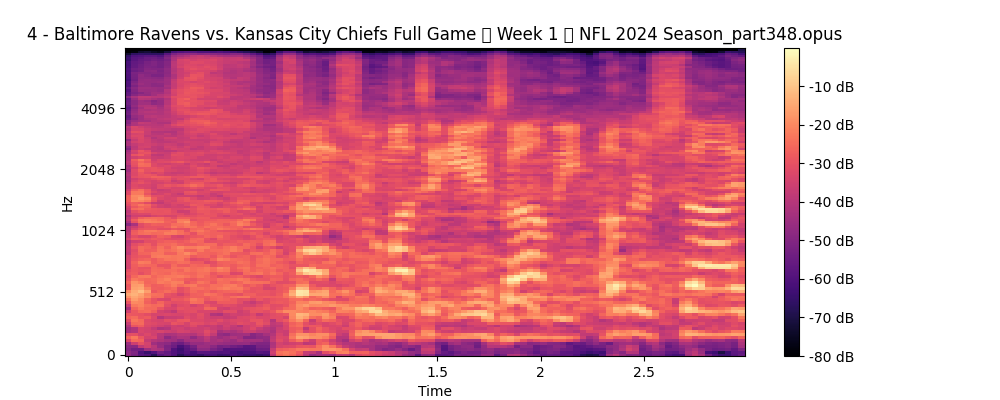 4 - Baltimore Ravens vs. Kansas City Chiefs Full Game  Week 1  NFL 2024 Season_part348.opus
Hz
4096
2048
1024
512
0
0
0.5
1
1.5
2
2.5
Time
-10 dB
-20 dB
-30 dB
-40 dB
-50 dB
-60 dB
-70 dB
-80 dB